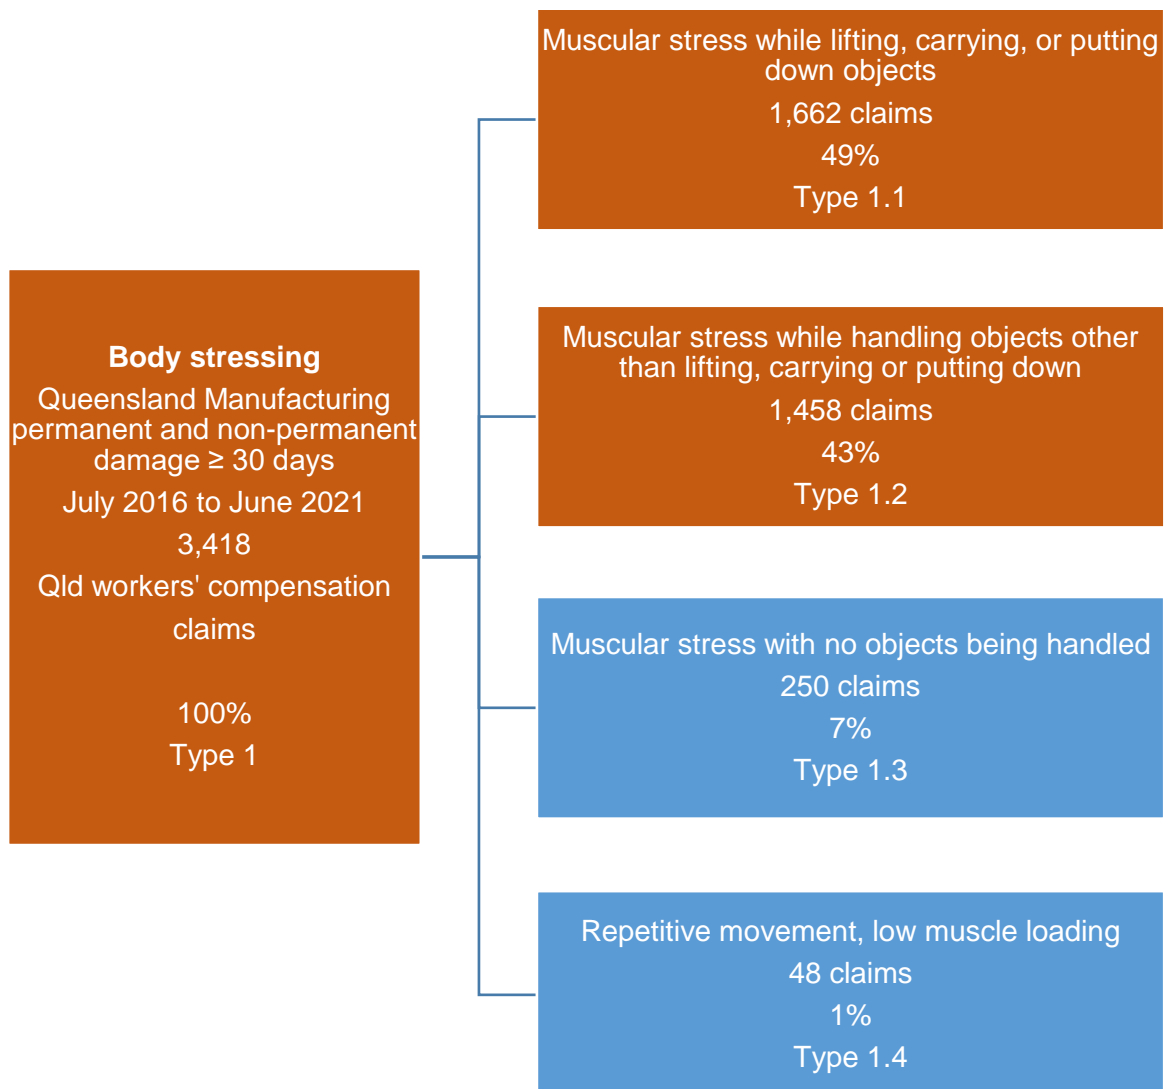 Body stressing
Queensland Manufacturing
permanent and non-permanent
damage ≥ 30 days
July 2016 to June 2021
3,418
Qld workers' compensation
claims
100%
Type 1
Muscular stress while lifting, carrying, or putting
down objects
1,662 claims
49%
Type 1.1
Muscular stress while handling objects other
than lifting, carrying or putting down
1,458 claims
43%
Type 1.2
Muscular stress with no objects being handled
250 claims
7%
Type 1.3
Repetitive movement, low muscle loading
48 claims
1%
Type 1.4